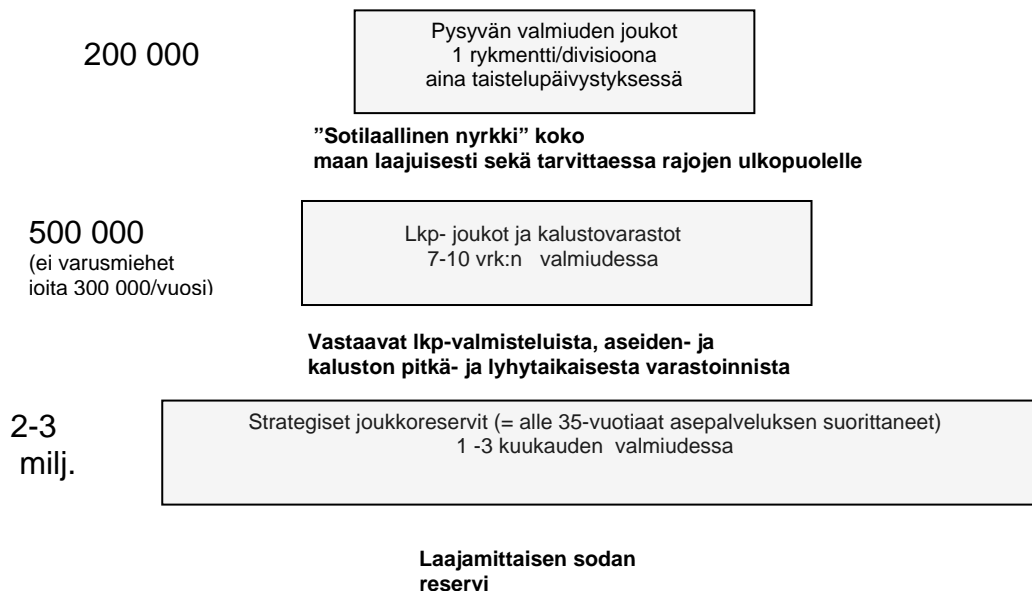 200 000
Pysyvän valmiuden joukot
1 rykmentti/divisioona
aina taistelupäivystyksessä
”Sotilaallinen nyrkki” koko
maan laajuisesti sekä tarvittaessa rajojen ulkopuolelle
500 000
(ei varusmiehet
joita 300 000/vuosi)
Lkp- joukot ja kalustovarastot
7-10 vrk:n valmiudessa
Vastaavat lkp-valmisteluista, aseiden- ja
kaluston pitkä- ja lyhytaikaisesta varastoinnista
2-3
milj.
Strategiset joukkoreservit (= alle 35-vuotiaat asepalveluksen suorittaneet)
1 -3 kuukauden valmiudessa
Laajamittaisen sodan
reservi